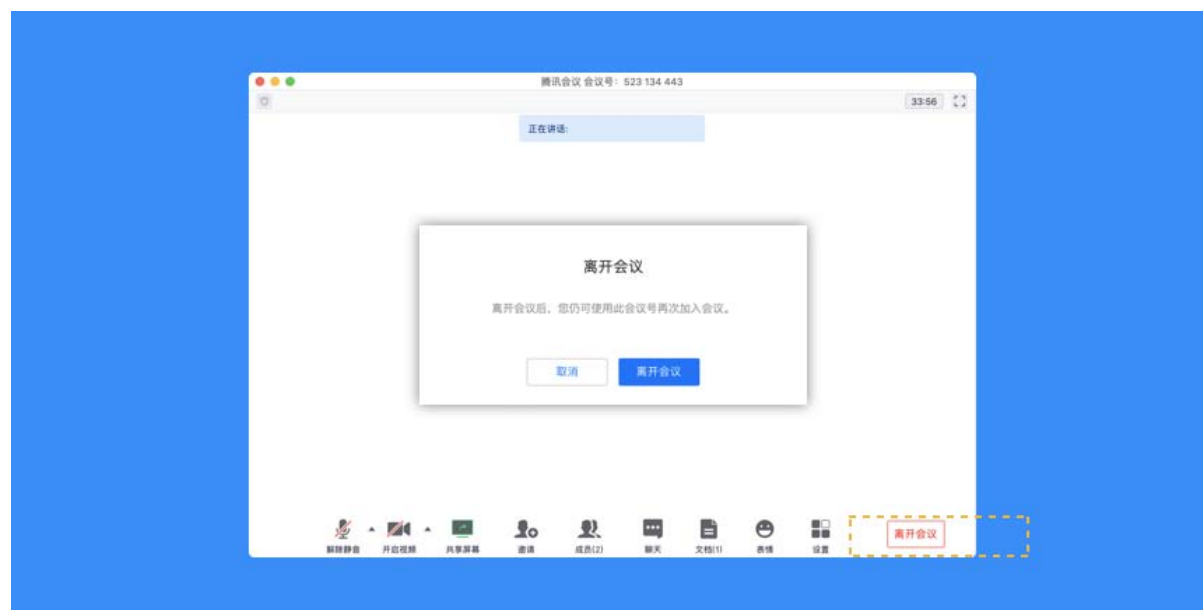 腾讯会议 会议号：523 134 443
33:56
正在讲话:
离开会议
离开会议后，您仍可使用此会议号再次加入会议。
取消 离开会议
解除静音 开启视频 共享屏幕 邀请 成员(2) 聊天 文档(1) 表情 设置 离开会议